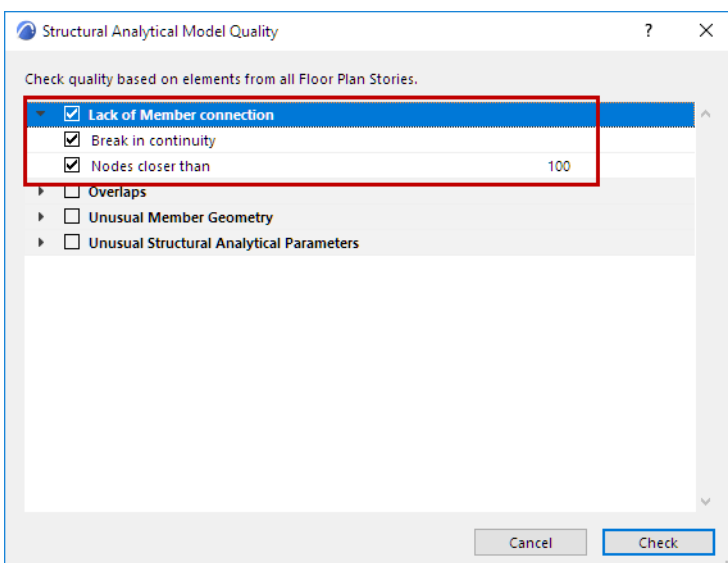 Structural Analytical Model Quality ?
Check quality based on elements from all Floor Plan Stories.
Lack of Member connection
Break in continuity
Nodes closer than 100
Overlaps
Unusual Member Geometry
Unusual Structural Analytical Parameters
Cancel Check